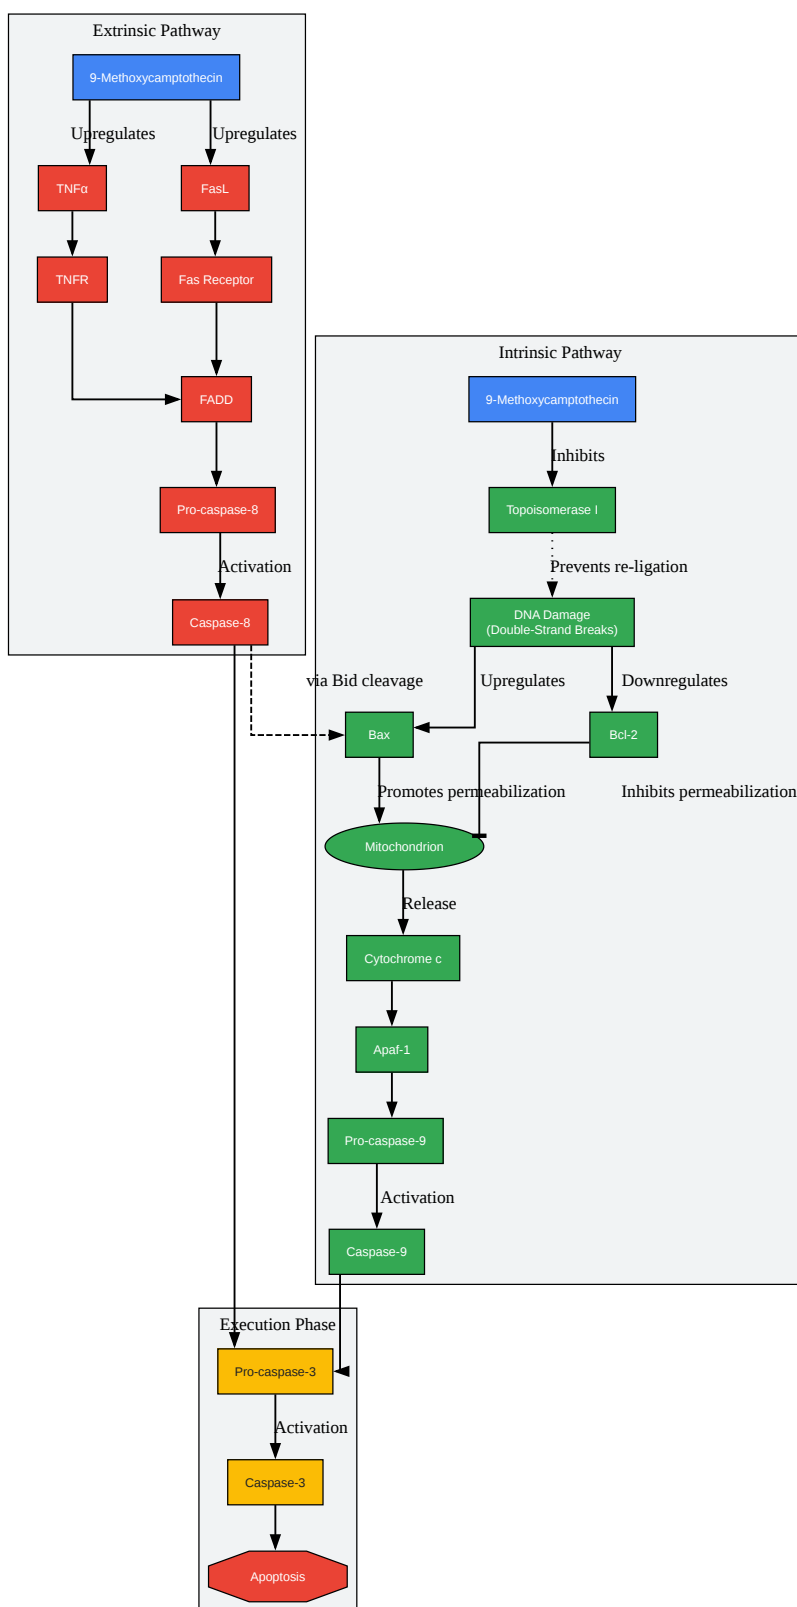 Extrinsic Pathway
9-Methoxycamptothecin
Upregulates
Upregulates
TNFα
FasL
TNFR
Fas Receptor
FADD
Pro-caspase-8
Activation
Caspase-8
Intrinsic Pathway
9-Methoxycamptothecin
Inhibits
Topoisomerase I
Prevents re-ligation
DNA Damage
(Double-Strand Breaks)
via Bid cleavage
Upregulates
Downregulates
Bax
Bcl-2
Promotes permeabilization
Inhibits permeabilization
Mitochondrion
Release
Cytochrome c
Apaf-1
Pro-caspase-9
Activation
Caspase-9
Execution Phase
Pro-caspase-3
Activation
Caspase-3
Apoptosis